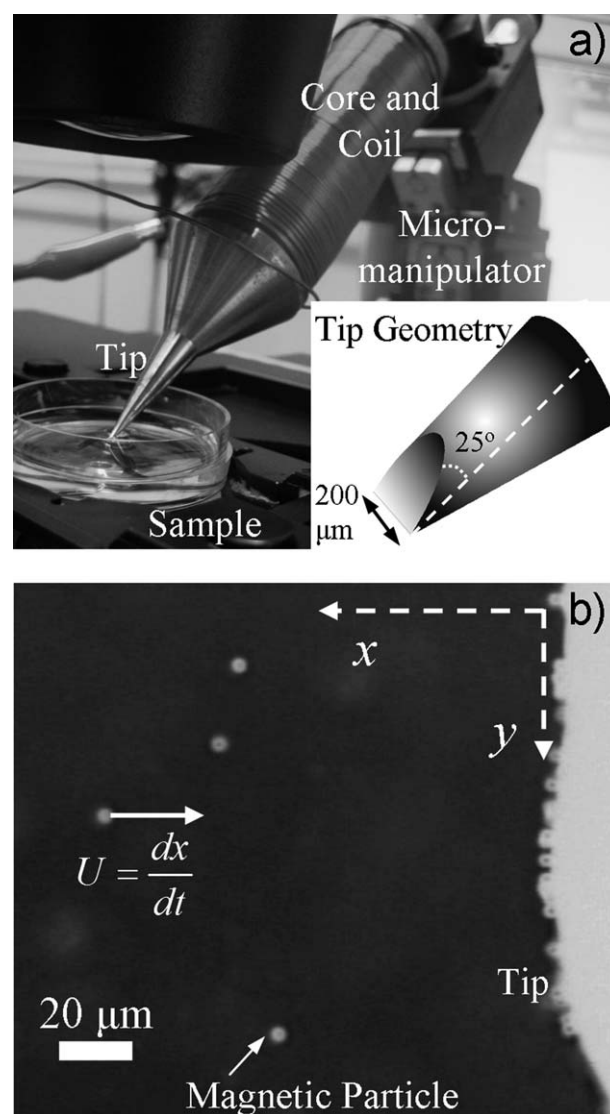 a)
Core and
Coil
Micro-
manipulator
Tip Geometry
Tip
25°
200
μm
Sample
b)
x
y
U = dx/dt
Tip
20 μm
Magnetic Particle